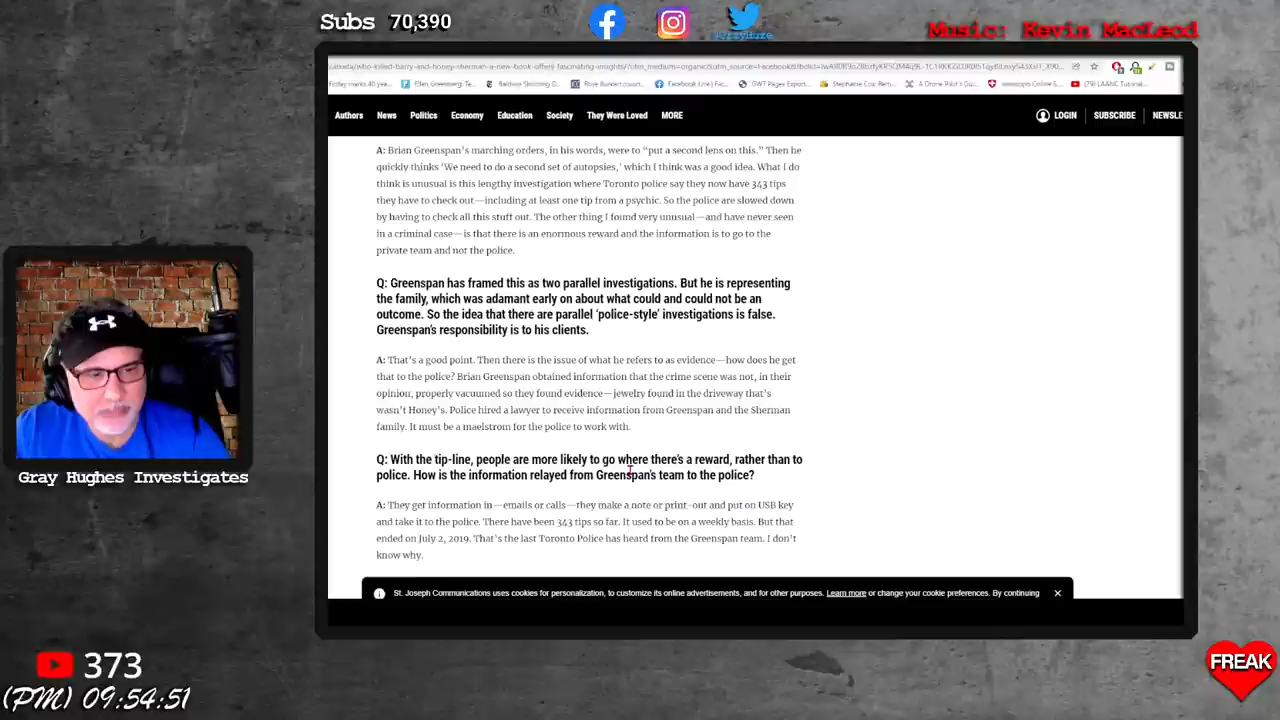 Subs 70,390
Music: Kevin MacLeod
Authors News Politics Economy Education Society They Were Loved MORE LOGIN SUBSCRIBE NEWSLE
A: Brian Greenspan's marching orders, in his words, were to “put a second lens on this.” Then he
quickly thinks ‘We need to do a second set of autopsies,’ which I think was a good idea. What I do
think is unusual is this lengthy investigation where Toronto police say they now have 343 tips
they have to check out—including at least one tip from a psychic. So the police are slowed down
by having to check all this stuff out. The other thing I found very unusual—and have never seen
in a criminal case—is that there is an enormous reward and the information is to go to the
private team and not the police.
Q: Greenspan has framed this as two parallel investigations. But he is representing
the family, which was adamant early on about what could and could not be an
outcome. So the idea that there are parallel ‘police-style’ investigations is false.
Greenspan's responsibility is to his clients.
A: That's a good point. Then there is the issue of what he refers to as evidence—how does he get
that to the police? Brian Greenspan obtained information that the crime scene was not, in their
opinion, properly vacuumed so they found evidence—jewelry found in the driveway that's
wasn't Honey's. Police hired a lawyer to receive information from Greenspan and the Sherman
family. It must be a maelstrom for the police to work with.
Q: With the tip-line, people are more likely to go where there's a reward, rather than to
police. How is the information relayed from Greenspan's team to the police?
A: They get information in—emails or calls—they make a note or print-out and put on USB key
and take it to the police. There have been 343 tips so far. It used to be on a weekly basis. But that
ended on July 2, 2019. That's the last Toronto Police has heard from the Greenspan team. I don't
know why.
St. Joseph Communications uses cookies for personalization, to customize its online advertisements, and for other purposes. Learn more or change your cookie preferences. By continuing
Gray Hughes Investigates
373
(PM) 09:54:51
FREAK